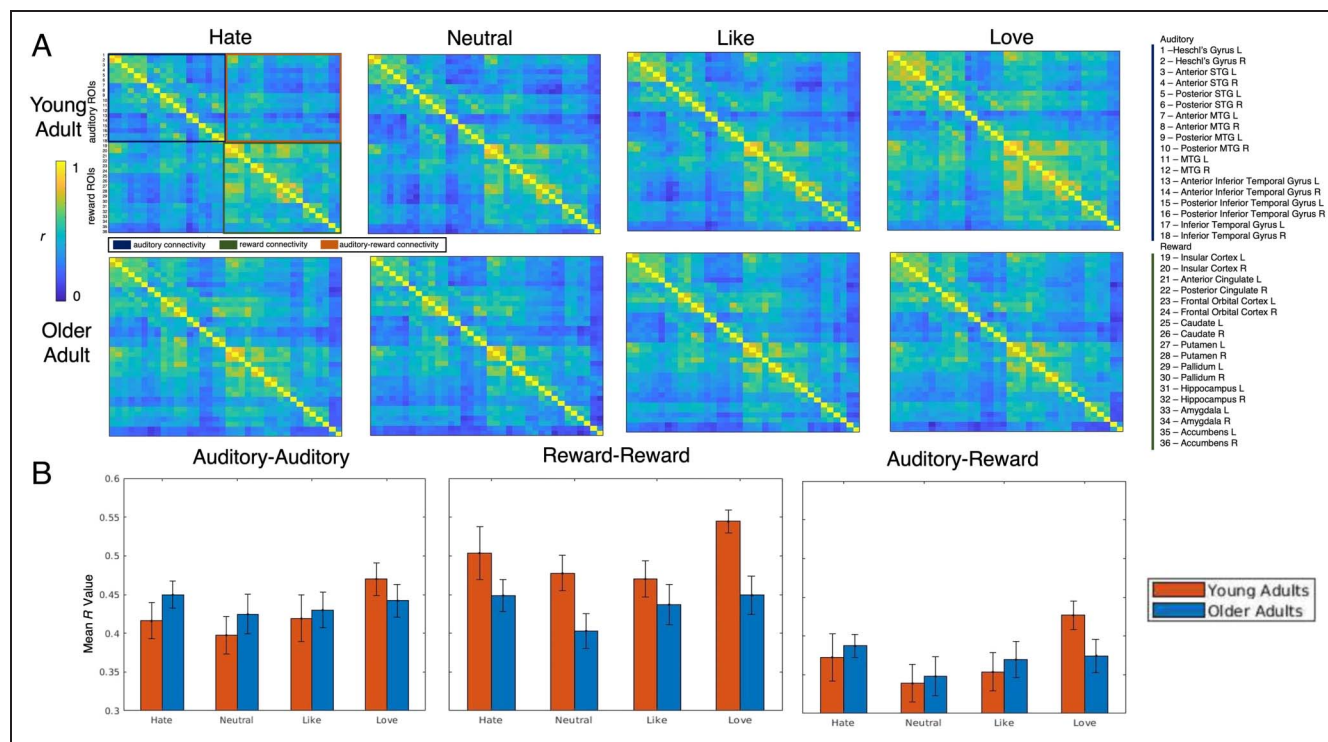 A
Hate
Neutral
Like
Love
Young
Adult
auditory ROIs
reward ROIs
1
r
0
auditory connectivity
reward connectivity
auditory-reward connectivity
Older
Adult
Auditory
1 –Heschl's Gyrus L
2 – Heschl's Gyrus R
3 – Anterior STG L
4 – Anterior STG R
5 – Posterior STG L
6 – Posterior STG R
7 – Anterior MTG L
8 – Anterior MTG R
9 – Posterior MTG L
10 – Posterior MTG R
11 – MTG L
12 – MTG R
13 – Anterior Inferior Temporal Gyrus L
14 – Anterior Inferior Temporal Gyrus R
15 – Posterior Inferior Temporal Gyrus L
16 – Posterior Inferior Temporal Gyrus R
17 – Inferior Temporal Gyrus L
18 – Inferior Temporal Gyrus R
Reward
19 – Insular Cortex L
20 – Insular Cortex R
21 – Anterior Cingulate L
22 – Posterior Cingulate R
23 – Frontal Orbital Cortex L
24 – Frontal Orbital Cortex R
25 – Caudate L
26 – Caudate R
27 – Putamen L
28 – Putamen R
29 – Pallidum L
30 – Pallidum R
31 – Hippocampus L
32 – Hippocampus R
33 – Amygdala L
34 – Amygdala R
35 – Accumbens L
36 – Accumbens R
B
Auditory-Auditory
Reward-Reward
Auditory-Reward
Mean R Value
0.6
0.55
0.5
0.45
0.4
0.35
0.3
Hate
Neutral
Like
Love
Hate
Neutral
Like
Love
Hate
Neutral
Like
Love
Young Adults
Older Adults